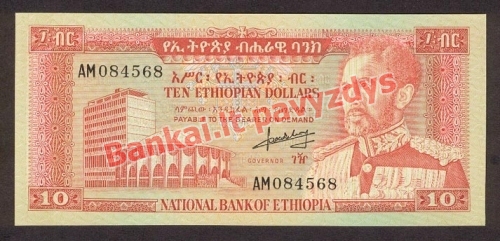 ፲ ብር
የኢትዮጵያ ብሔራዊ ባንክ
፲ ብር
AM084568
አሥር፡ የኢትዮጵያ፡ ብር፡
TEN ETHIOPIAN DOLLARS
PAYABLE TO THE BEARER ON DEMAND
Bankai.lt pavyzdys
GOVERNOR ገዥ
AM084568
10
NATIONAL BANK OF ETHIOPIA
10